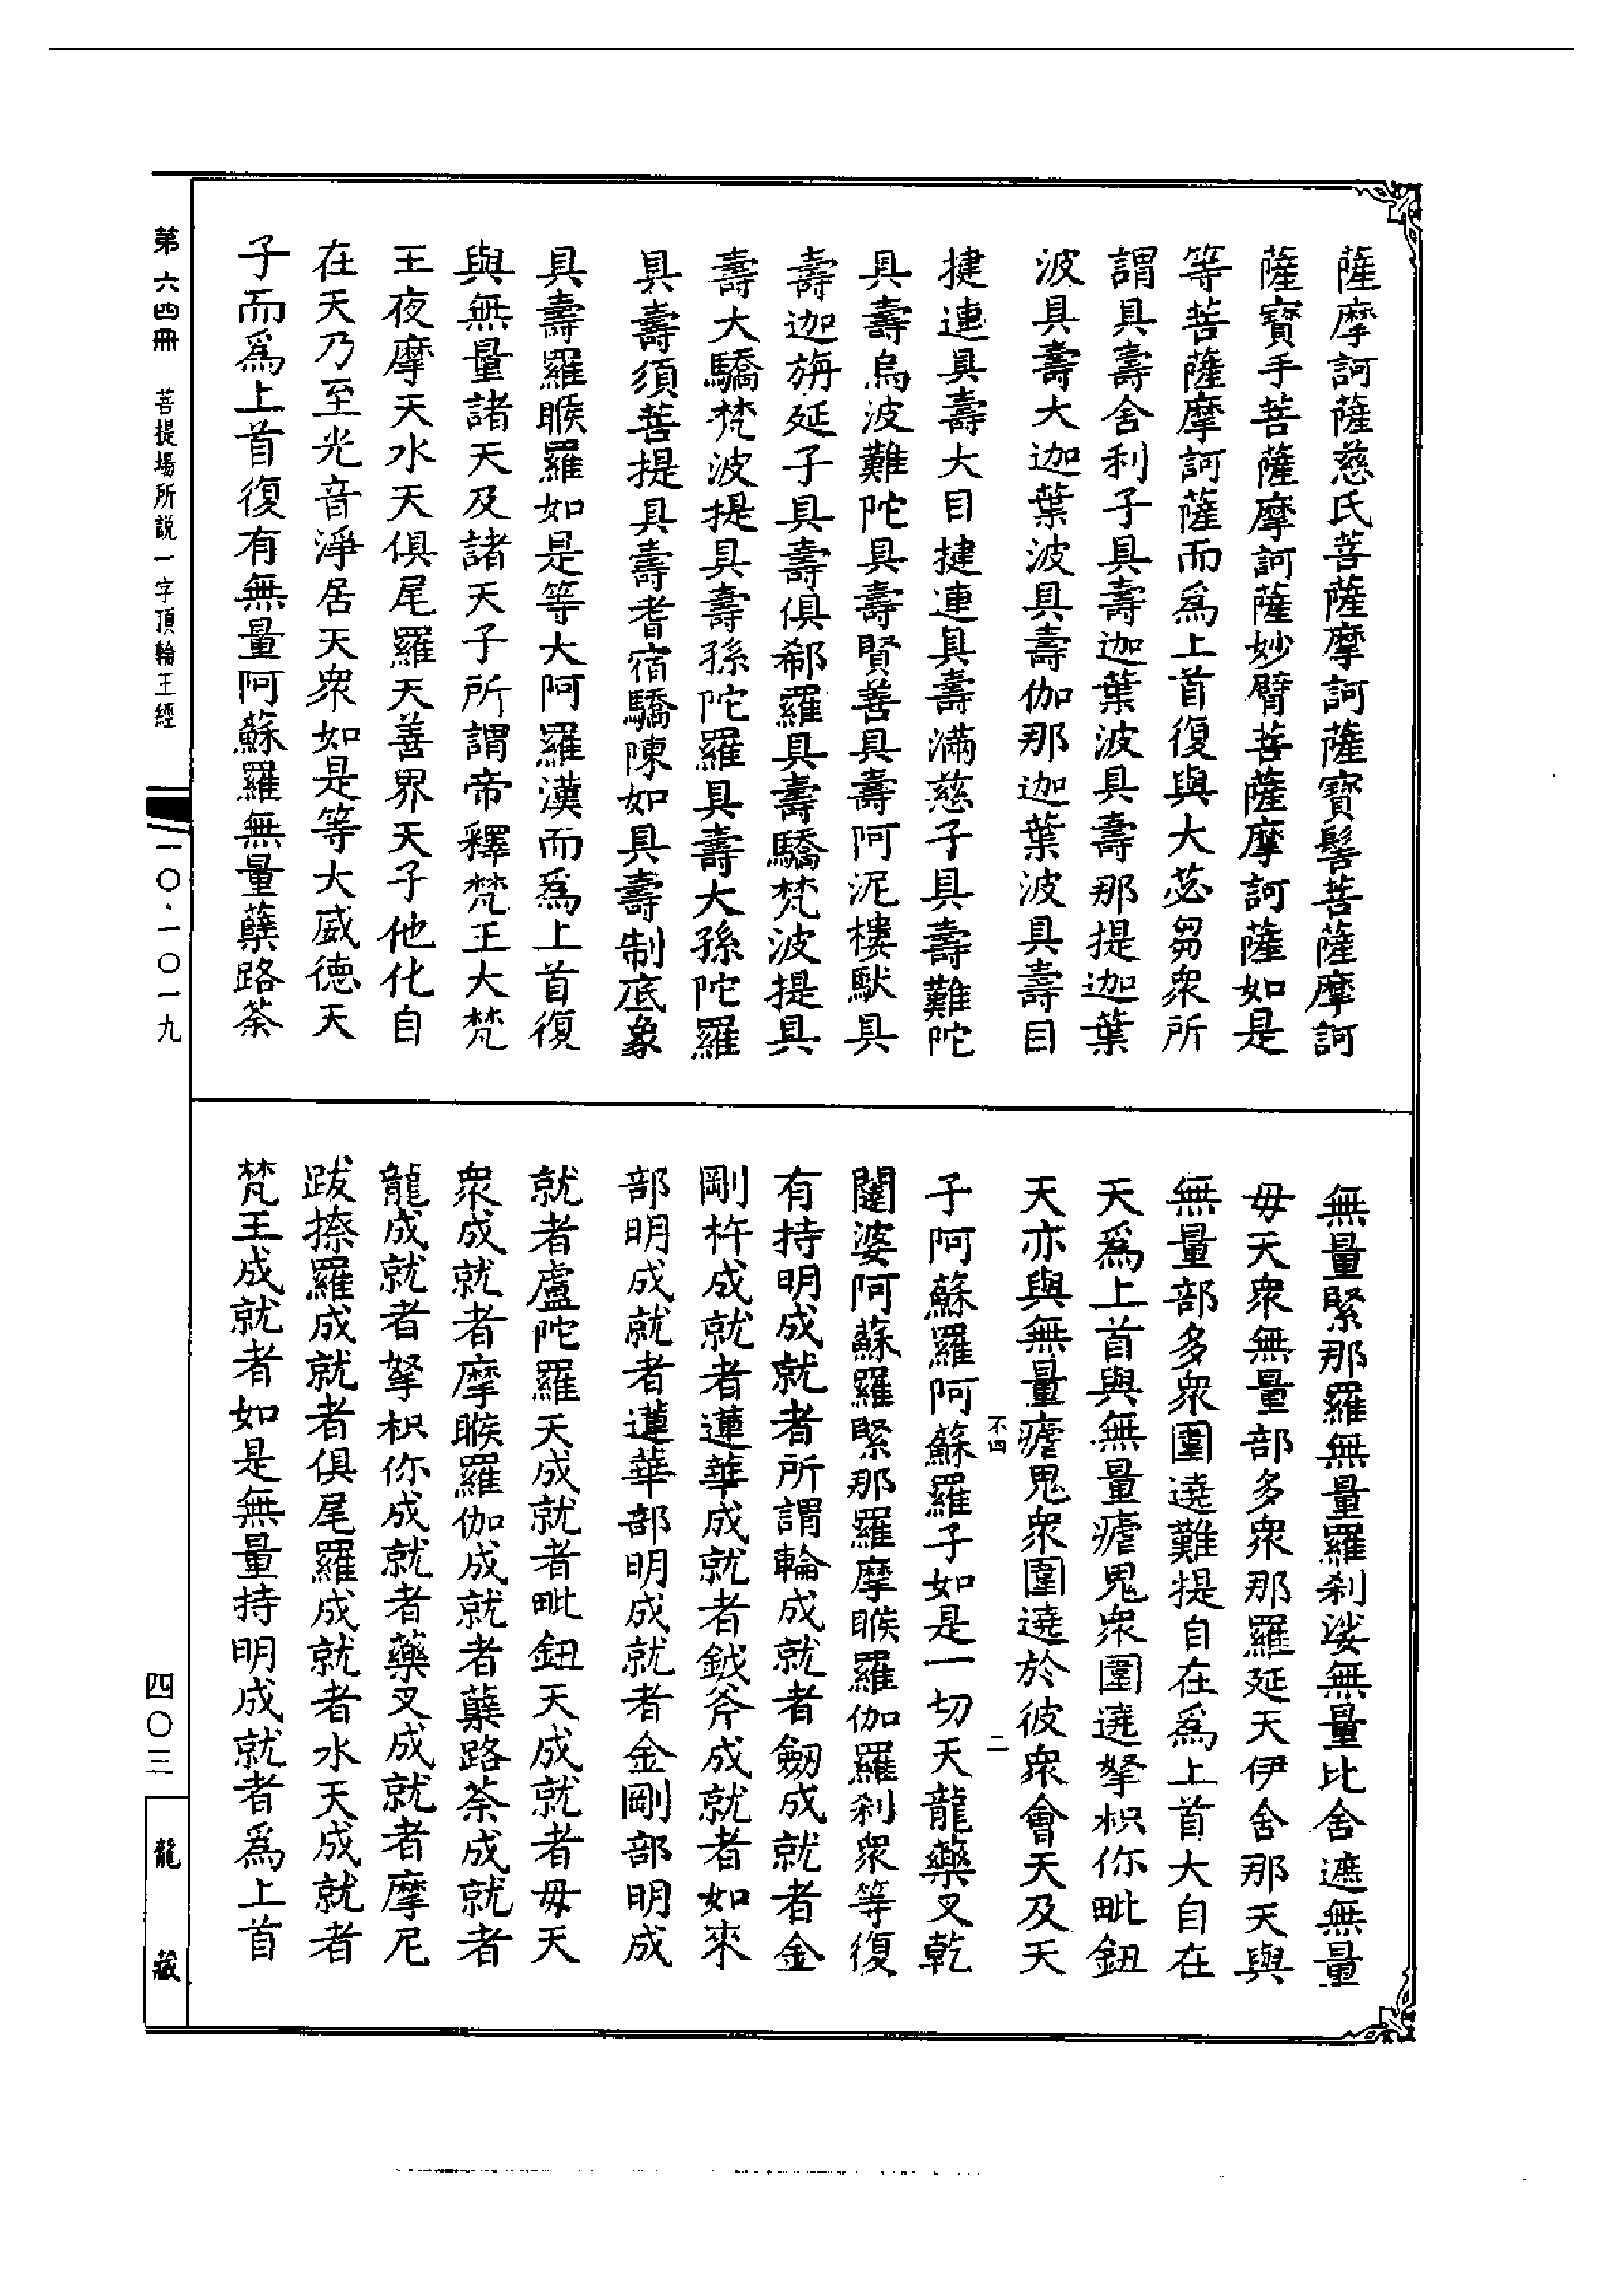 薩摩訶薩慈氏菩薩摩訶薩寶髻菩薩摩訶
薩寶手菩薩摩訶薩妙臂菩薩摩訶薩如是
等菩薩摩訶薩而爲上首復與大苾芻衆所
謂具壽舍利子具壽迦葉波具壽那提迦葉
波具壽大迦葉波具壽伽那迦葉波具壽目
揵連具壽大目揵連具壽滿慈子具壽難陀
具壽烏波難陀具壽賢善具壽阿泥樓馱具
壽迦旃延子具壽俱郗羅具壽驕梵波提具
壽大驕梵波提具壽孫陀羅具壽大孫陀羅
具壽須菩提具壽耆宿驕陳如具壽制底象
具壽羅睺羅如是等大阿羅漢而爲上首復
與無量諸天及諸天子所謂帝釋梵王大梵
王夜摩天水天俱尾羅天善界天子他化自
在天乃至光音淨居天衆如是等大威德天
子而爲上首復有無量阿蘇羅無量蘖路荼
無量緊那羅無量羅刹娑無量比舍遮無量
毋天衆無量部多衆那羅延天伊舍那天與
無量部多衆圍遶難提自在爲上首大自在
天爲上首與無量瘧鬼衆圍遶拏枳你毗鈕
天亦與無量瘧鬼衆圍遶於彼衆會天及天
不四 二
子阿蘇羅阿蘇羅子如是一切天龍藥叉乾
闥婆阿蘇羅緊那羅摩睺羅伽羅刹衆等復
有持明成就者所謂輪成就者劒成就者金
剛杵成就者蓮華成就者鉞斧成就者如來
部明成就者蓮華部明成就者金剛部明成
就者盧陀羅天成就者毗鈕天成就者毋天
衆成就者摩睺羅伽成就者蘖路荼成就者
龍成就者拏枳你成就者藥叉成就者摩尼
跋捺羅成就者俱尾羅成就者水天成就者
梵王成就者如是無量持明成就者爲上首
第六四冊 菩提場所説一字頂輪王經 一〇·一〇一九
四〇三
龍藏